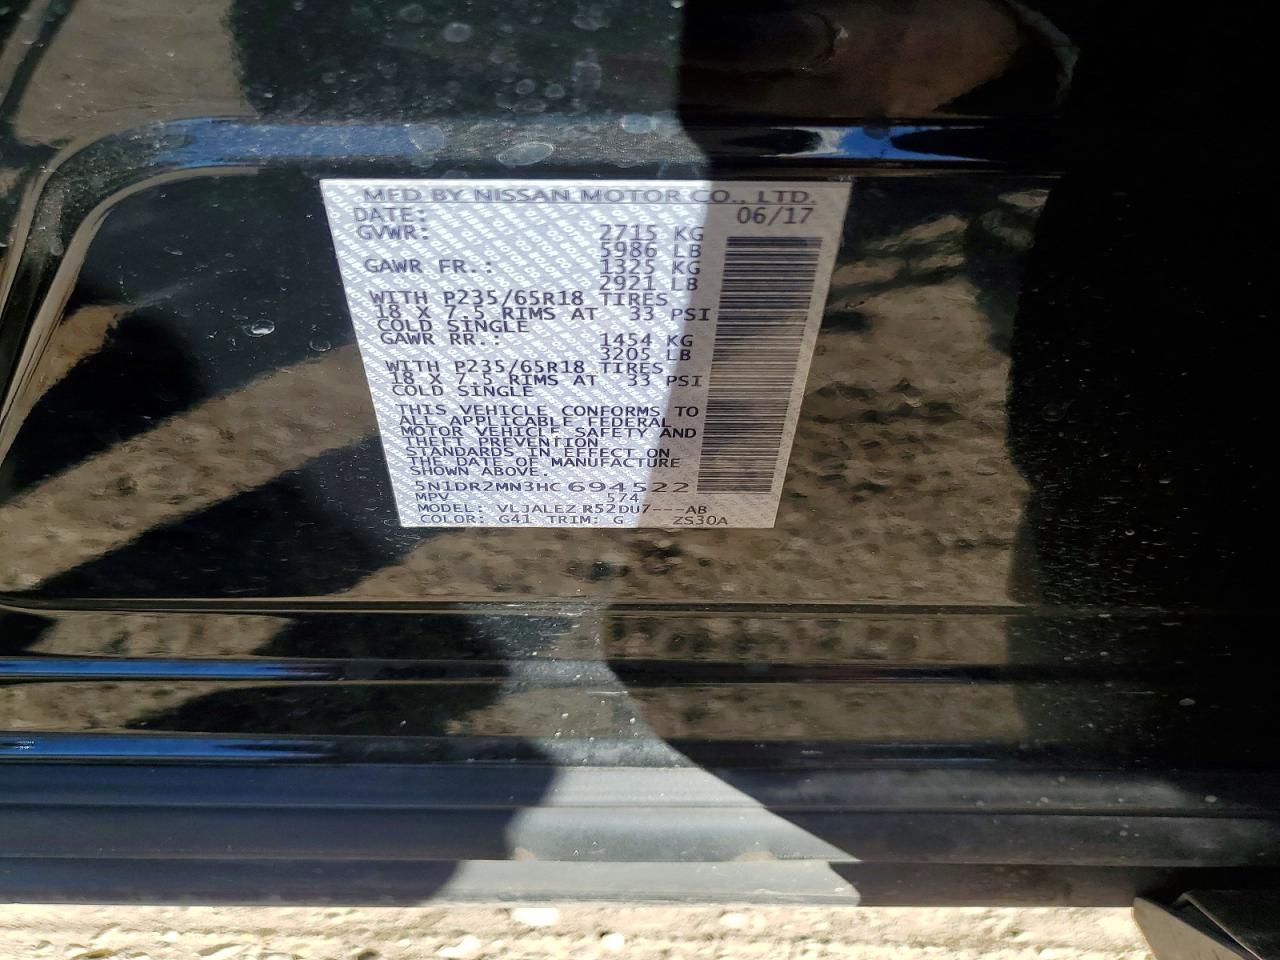 MFD BY NISSAN MOTOR CO., LTD.
DATE: 06/17
GVWR: 2715 KG
5986 LB
GAWR FR.: 1325 KG
2921 LB
WITH P235/65R18 TIRES
18 X 7.5 RIMS AT 33 PSI
COLD SINGLE
GAWR RR.: 1454 KG
3205 LB
WITH P235/65R18 TIRES
18 X 7.5 RIMS AT 33 PSI
COLD SINGLE
THIS VEHICLE CONFORMS TO
ALL APPLICABLE FEDERAL
MOTOR VEHICLE SAFETY AND
THEFT PREVENTION
STANDARDS IN EFFECT ON
THE DATE OF MANUFACTURE
SHOWN ABOVE.
5N1DR2MN3HC694522
MPV 574
MODEL: VLJALEZ R52DU7---AB
COLOR: G41 TRIM: G ZS30A